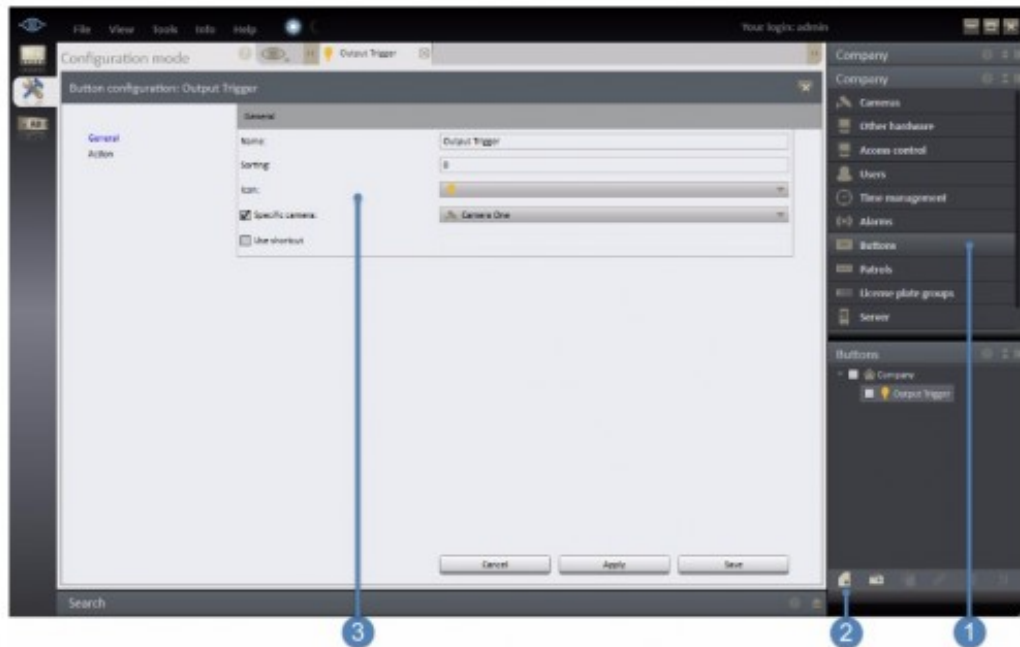 File View Tools Info Help
Your login: admin
Configuration mode
Output Trigger
Button configuration: Output Trigger
General
Action
General
Name:
Output Trigger
Sorting:
0
Icon:
Specific camera:
Camera One
Use shortcut
Cancel
Apply
Save
Search
Company
Company
Cameras
Other hardware
Access control
Users
Time management
Alarms
Buttons
Patrols
License plate groups
Server
Buttons
Company
Output Trigger
3
2
1